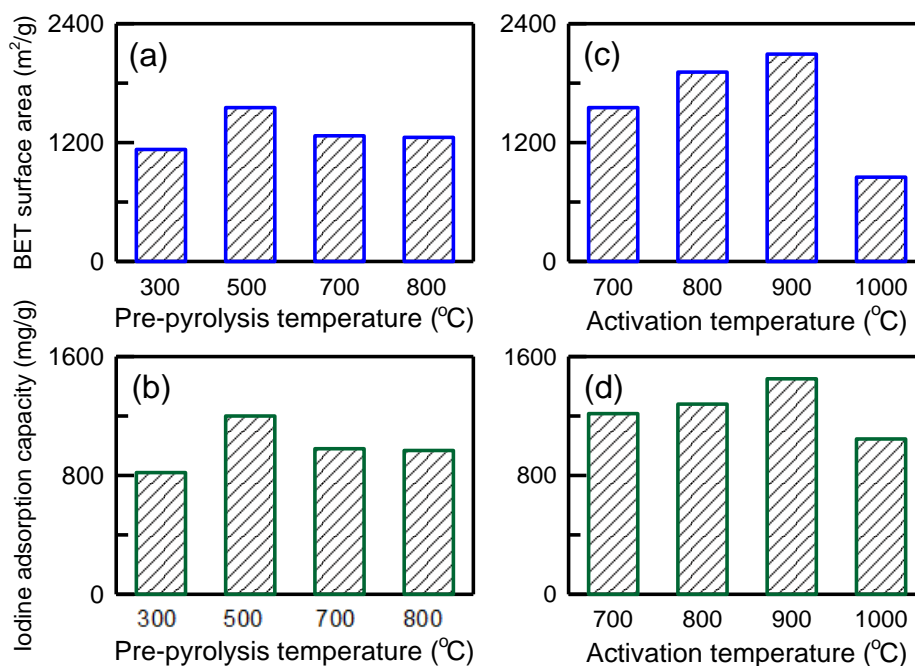 BET surface area (m²/g)
2400
1200
0
(a)
300 500 700 800
Pre-pyrolysis temperature (°C)
2400
1200
0
(c)
700 800 900 1000
Activation temperature (°C)
Iodine adsorption capacity (mg/g)
1600
800
0
(b)
300 500 700 800
Pre-pyrolysis temperature (°C)
1600
800
0
(d)
700 800 900 1000
Activation temperature (°C)